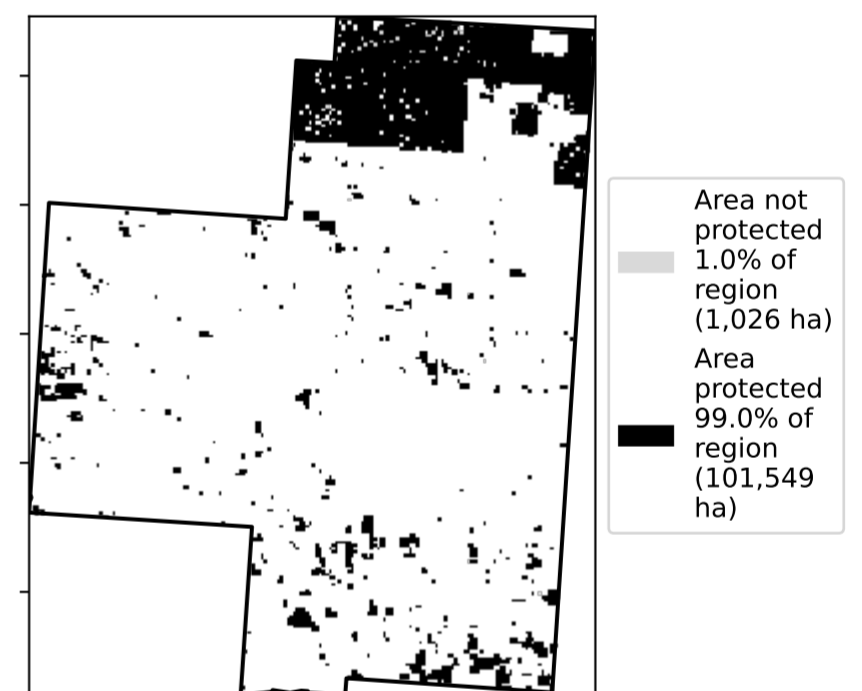 Area not
protected
1.0% of
region
(1,026 ha)
Area
protected
99.0% of
region
(101,549
ha)